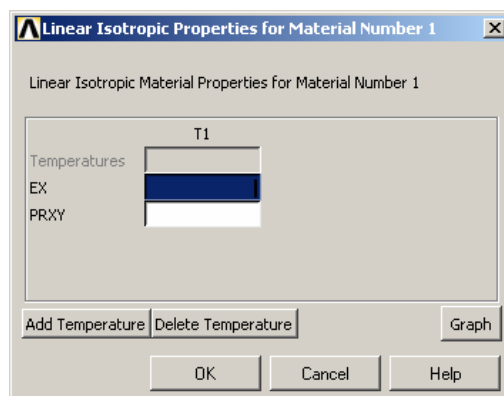 Linear Isotropic Properties for Material Number 1
Linear Isotropic Material Properties for Material Number 1
T1
Temperatures
EX
PRXY
Add Temperature Delete Temperature Graph
OK Cancel Help